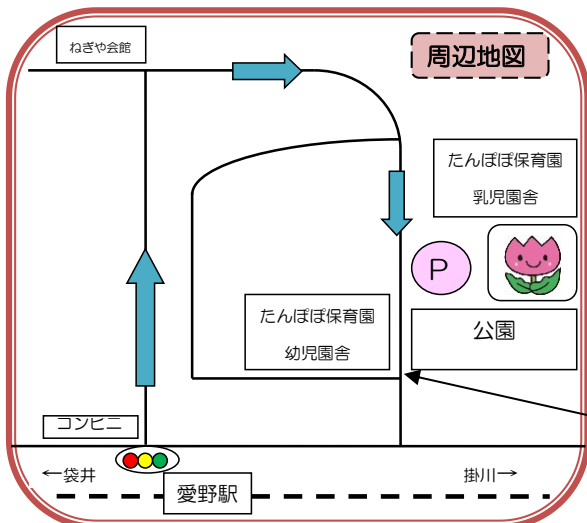 ねぎや会館
周辺地図
たんぽぽ保育園
乳児園舎
P
たんぽぽ保育園
幼児園舎
公園
コンビニ
←袋井
掛川→
愛野駅